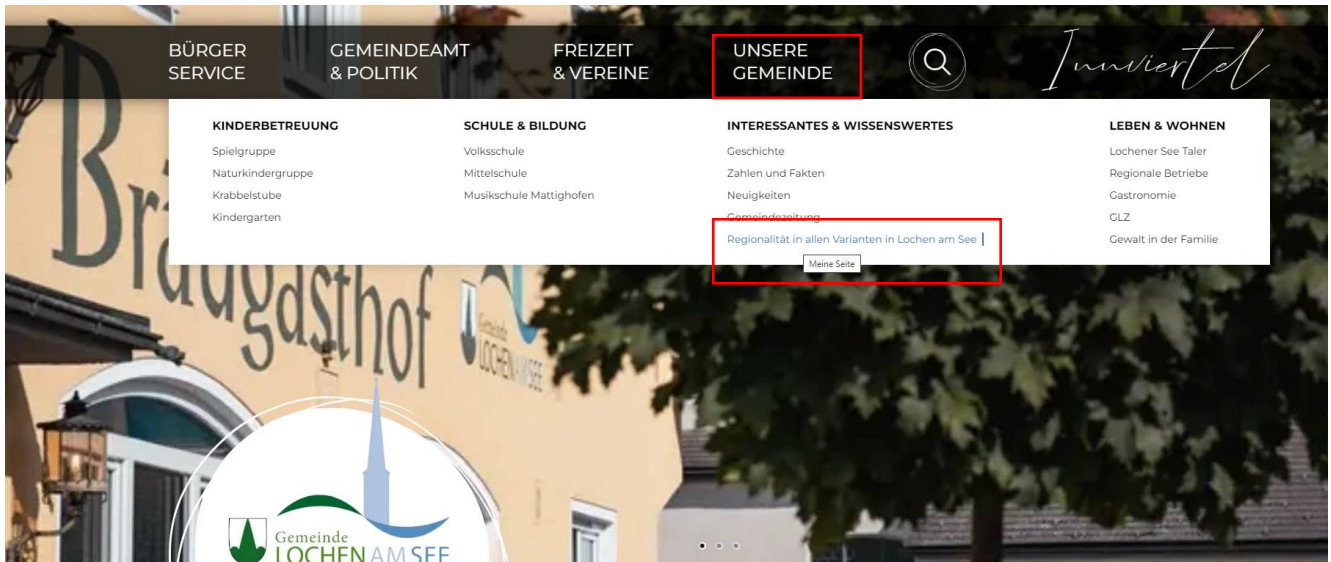 BÜRGER
SERVICE
GEMEINDEAMT
& POLITIK
FREIZEIT
& VEREINE
UNSERE
GEMEINDE
Innviertel
KINDERBETREUUNG
Spielgruppe
Naturkindergruppe
Krabbelstube
Kindergarten
SCHULE & BILDUNG
Volksschule
Mittelschule
Musikschule Mattighofen
INTERESSANTES & WISSENSWERTES
Geschichte
Zahlen und Fakten
Neuigkeiten
Gemeindezeitung
Regionalität in allen Varianten in Lochen am See
Meine Seite
LEBEN & WOHNEN
Lochener See Taler
Regionale Betriebe
Gastronomie
GLZ
Gewalt in der Familie
Bräugasthof
Gemeinde
LOCHEN AM SEE
Gemeinde
LOCHEN AM SEE